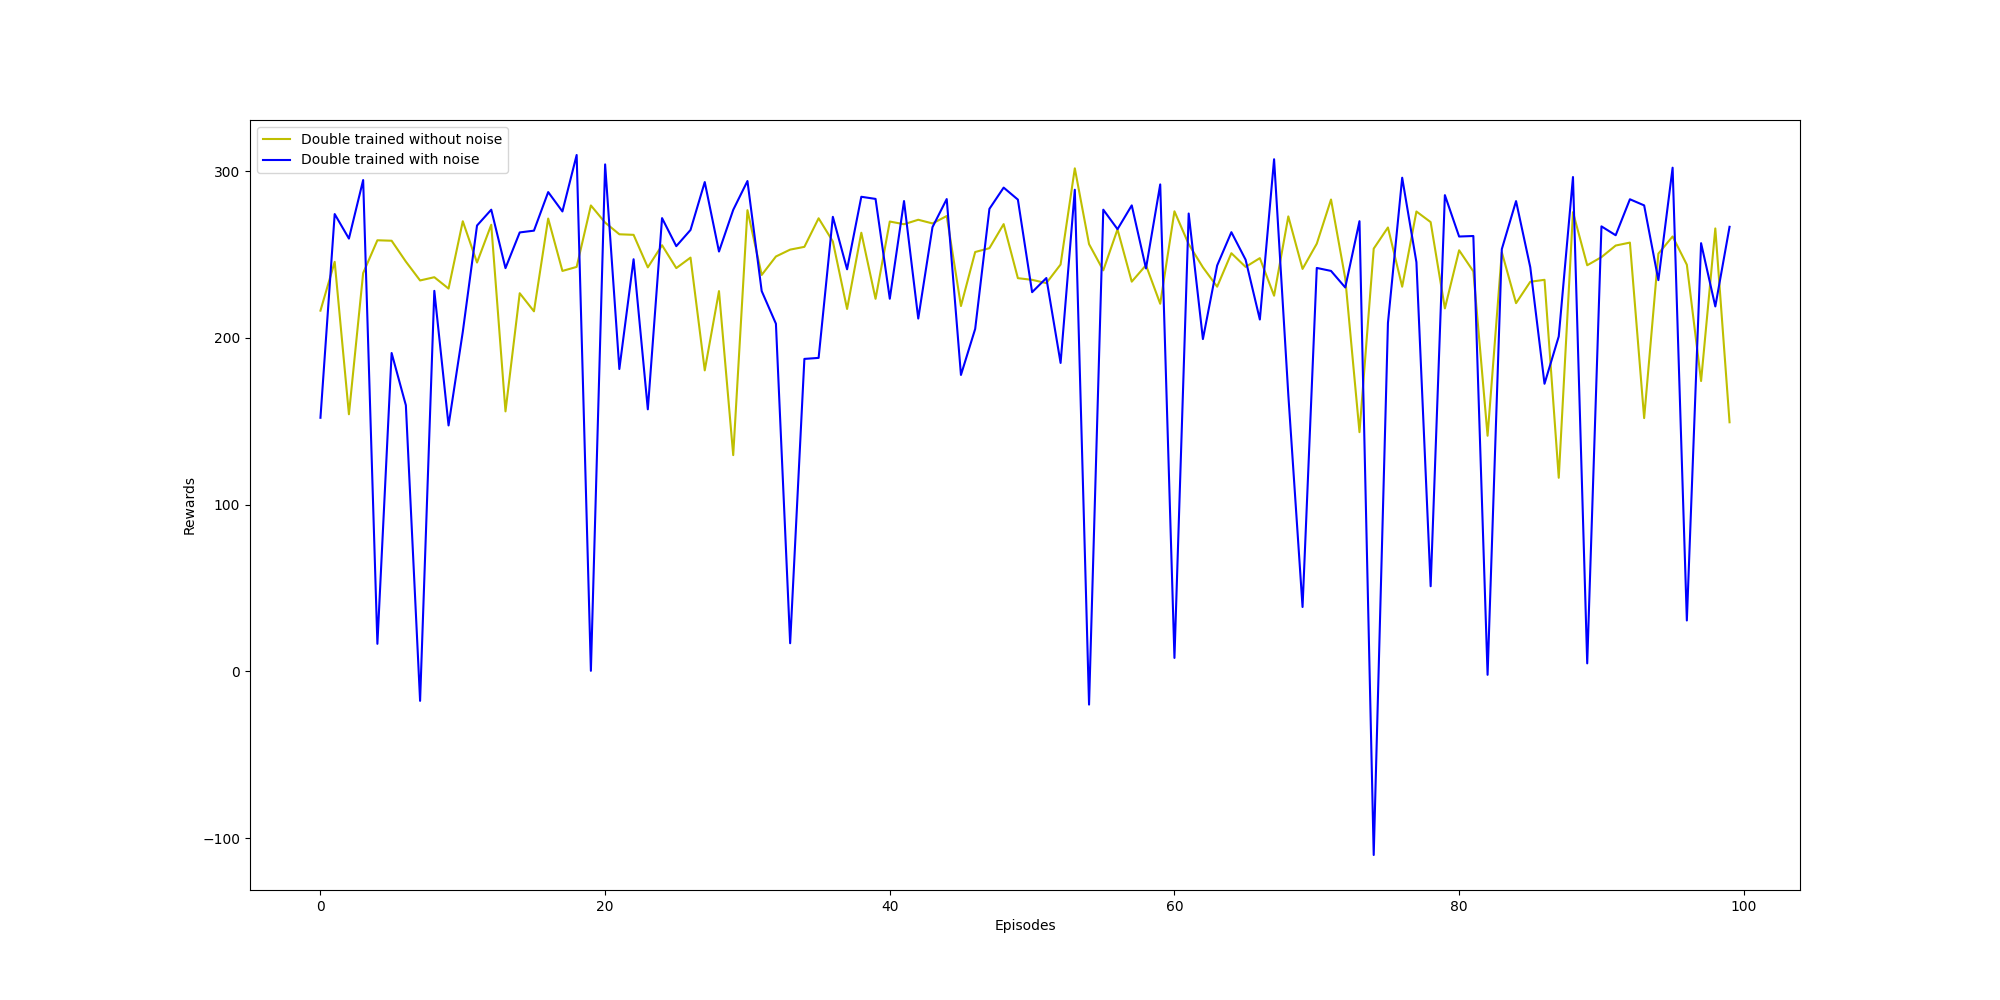 Double trained without noise
Double trained with noise
300
200
100
0
−100
Rewards
0 20 40 60 80 100
Episodes